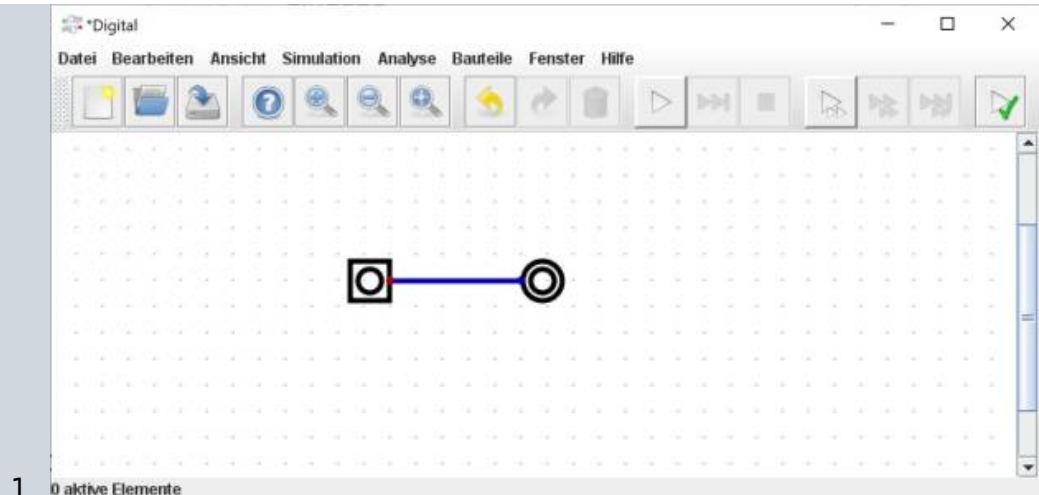 *Digital
Datei Bearbeiten Ansicht Simulation Analyse Bauteile Fenster Hilfe
1
0 aktive Elemente